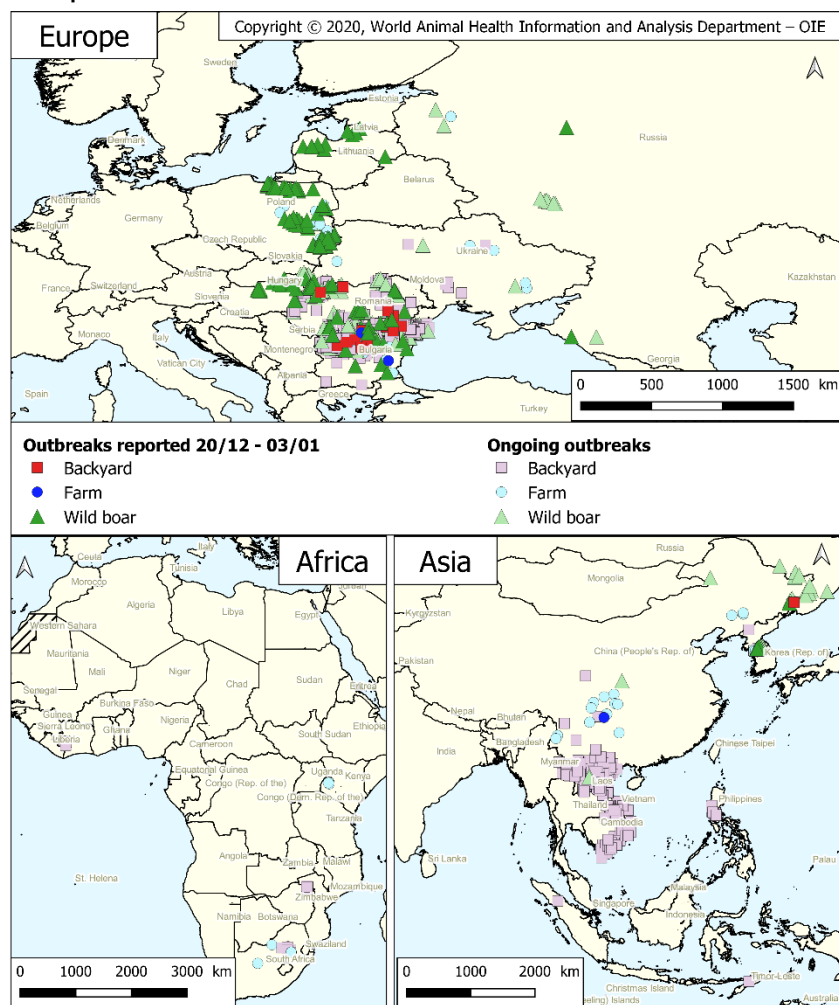 Europe
Copyright © 2020, World Animal Health Information and Analysis Department – OIE
Sweden
Estonia
Russia
Latvia
Denmark
Lithuania
Belarus
Netherlands
Poland
Germany
Belgium
Czech Republic
Ukraine
Slovakia
Kazakhstan
Austria
Moldova
Hungary
France
Switzerland
Slovenia
Romania
Croatia
Serbia
Monaco
Italy
Montenegro
Bulgaria
Georgia
Vatican City
Albania
Spain
Greece
Turkey
0 500 1000 1500 km
Outbreaks reported 20/12 - 03/01
Backyard
Farm
Wild boar
Ongoing outbreaks
Backyard
Farm
Wild boar
Africa
Italy
Ceuta
Tunisia
Morocco
Jordan
Algeria
Libya
Egypt
Western Sahara
Mauritania
Mali
Niger
Chad
Sudan
Eritrea
Senegal
Burkina Faso
Guinea
Nigeria
Sierra Leone
Ghana
Ethiopia
Liberia
South Sudan
Cameroon
Equatorial Guinea
Uganda
Kenya
Congo (Rep. of the)
Congo (Dem. Rep. of the)
Tanzania
Angola
Malawi
Zambia
St. Helena
Mozambique
Zimbabwe
Namibia
Botswana
Swaziland
South Africa
0 1000 2000 3000 km
Asia
Russia
Mongolia
Kyrgyzstan
China (People's Rep. of)
Korea (Rep. of)
Pakistan
Nepal
Bhutan
Bangladesh
Chinese Taipei
India
Myanmar
Laos
Thailand
Vietnam
Philippines
Cambodia
Sri Lanka
Palau
Malaysia
Singapore
Indonesia
Timor-Leste
Christmas Island
eeling) Islands
Australi
0 1000 2000 km